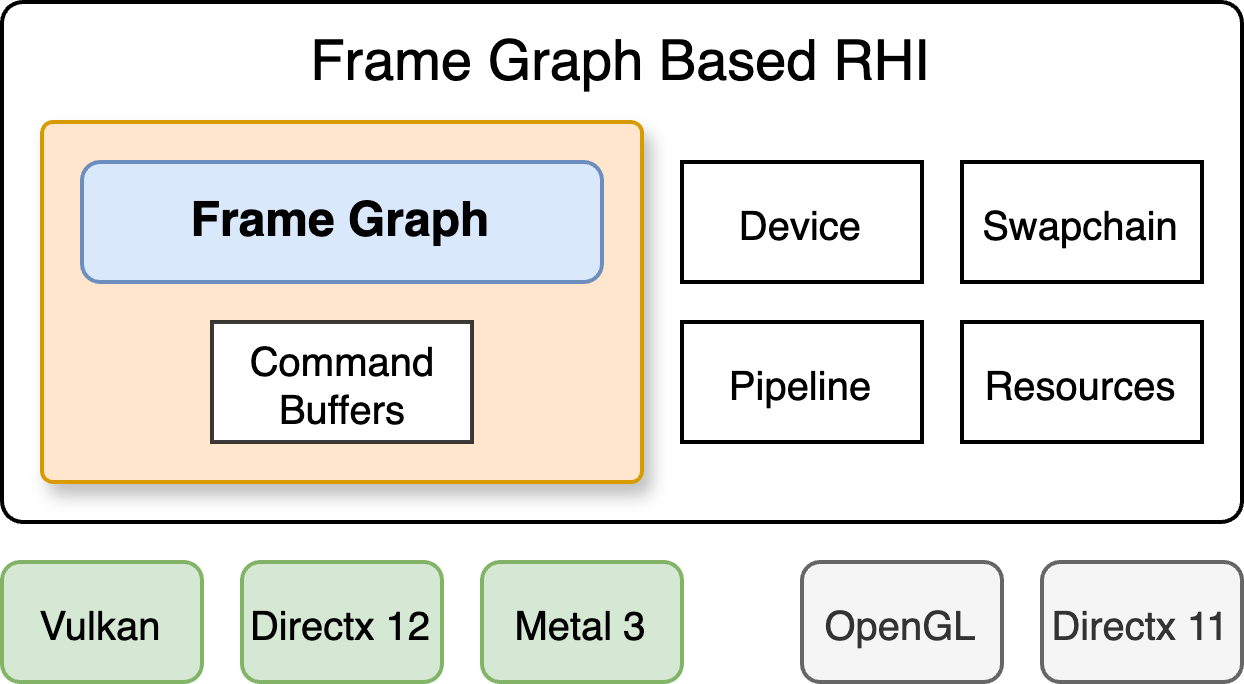 Frame Graph Based RHI
Frame Graph
Device
Swapchain
Command
Buffers
Pipeline
Resources
Vulkan
Directx 12
Metal 3
OpenGL
Directx 11